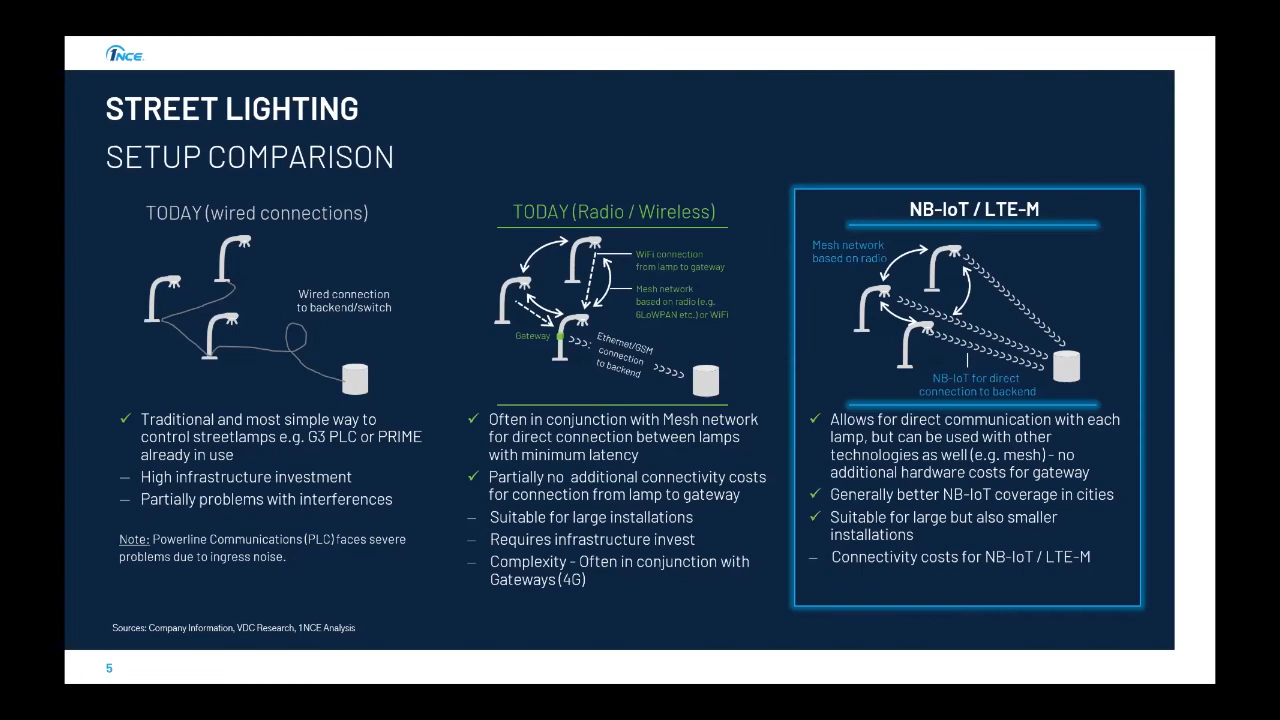 1NCE
STREET LIGHTING
SETUP COMPARISON
TODAY (wired connections)
Wired connection
to backend/switch
Traditional and most simple way to
control streetlamps e.g. G3 PLC or PRIME
already in use
– High infrastructure investment
– Partially problems with interferences
Note: Powerline Communications (PLC) faces severe
problems due to ingress noise.
TODAY (Radio / Wireless)
WiFi connection
from lamp to gateway
Mesh network
based on radio (e.g.
6LoWPAN etc.) or WiFi
Gateway
Ethernet/GSM
connection
to backend
Often in conjunction with Mesh network
for direct connection between lamps
with minimum latency
Partially no additional connectivity costs
for connection from lamp to gateway
– Suitable for large installations
– Requires infrastructure invest
– Complexity - Often in conjunction with
Gateways (4G)
NB-IoT / LTE-M
Mesh network
based on radio
NB-IoT for direct
connection to backend
Allows for direct communication with each
lamp, but can be used with other
technologies as well (e.g. mesh) - no
additional hardware costs for gateway
Generally better NB-IoT coverage in cities
Suitable for large but also smaller
installations
– Connectivity costs for NB-IoT / LTE-M
Sources: Company Information, VDC Research, 1NCE Analysis
5